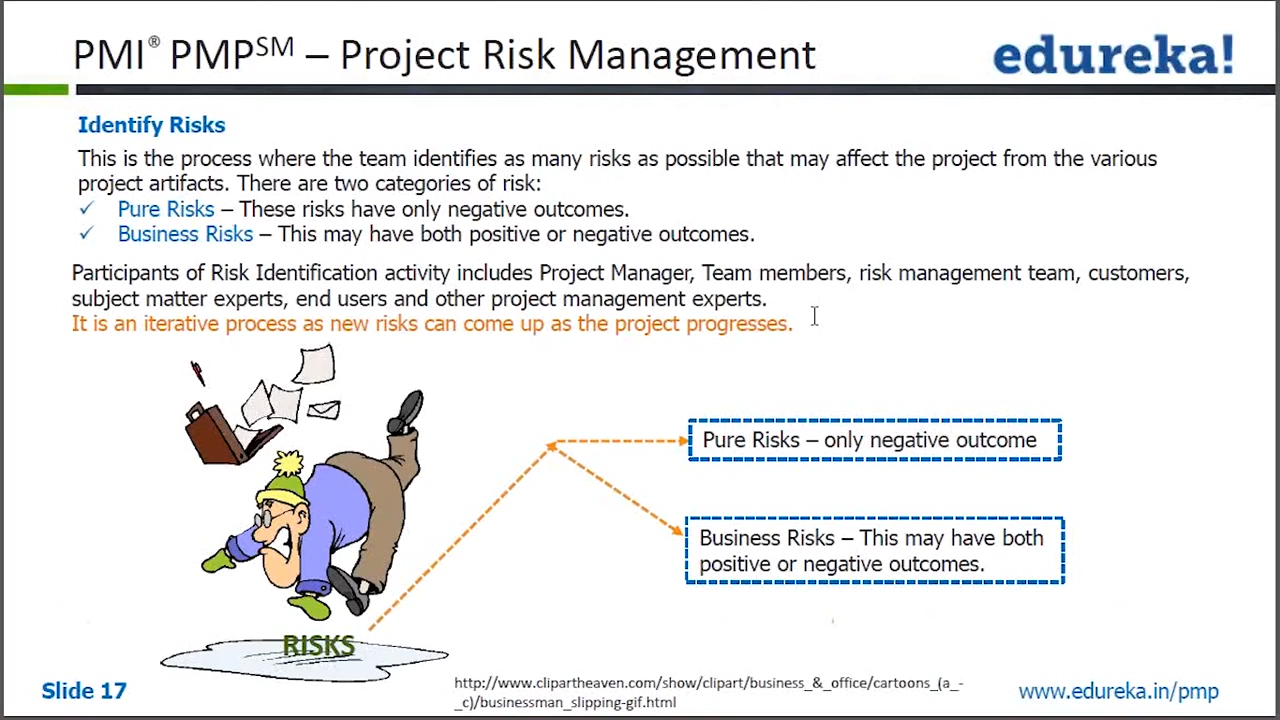 PMI® PMP℠ – Project Risk Management
edureka!
Identify Risks
This is the process where the team identifies as many risks as possible that may affect the project from the various
project artifacts. There are two categories of risk:
✓ Pure Risks – These risks have only negative outcomes.
✓ Business Risks – This may have both positive or negative outcomes.
Participants of Risk Identification activity includes Project Manager, Team members, risk management team, customers,
subject matter experts, end users and other project management experts.
It is an iterative process as new risks can come up as the project progresses.
Pure Risks – only negative outcome
Business Risks – This may have both
positive or negative outcomes.
RISKS
Slide 17
http://www.clipartheaven.com/show/clipart/business_&_office/cartoons_(a_-
_c)/businessman_slipping-gif.html
www.edureka.in/pmp